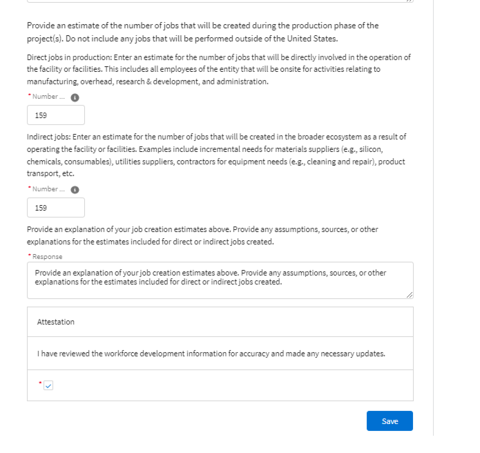 Provide an estimate of the number of jobs that will be created during the production phase of the
project(s). Do not include any jobs that will be performed outside of the United States.
Direct jobs in production: Enter an estimate for the number of jobs that will be directly involved in the operation of
the facility or facilities. This includes all employees of the entity that will be onsite for activities relating to
manufacturing, overhead, research & development, and administration.
* Number ...
159
Indirect jobs: Enter an estimate for the number of jobs that will be created in the broader ecosystem as a result of
operating the facility or facilities. Examples include incremental needs for materials suppliers (e.g., silicon,
chemicals, consumables), utilities suppliers, contractors for equipment needs (e.g., cleaning and repair), product
transport, etc.
* Number ...
159
Provide an explanation of your job creation estimates above. Provide any assumptions, sources, or other
explanations for the estimates included for direct or indirect jobs created.
* Response
Provide an explanation of your job creation estimates above. Provide any assumptions, sources, or other
explanations for the estimates included for direct or indirect jobs created.
Attestation
I have reviewed the workforce development information for accuracy and made any necessary updates.
*
Save